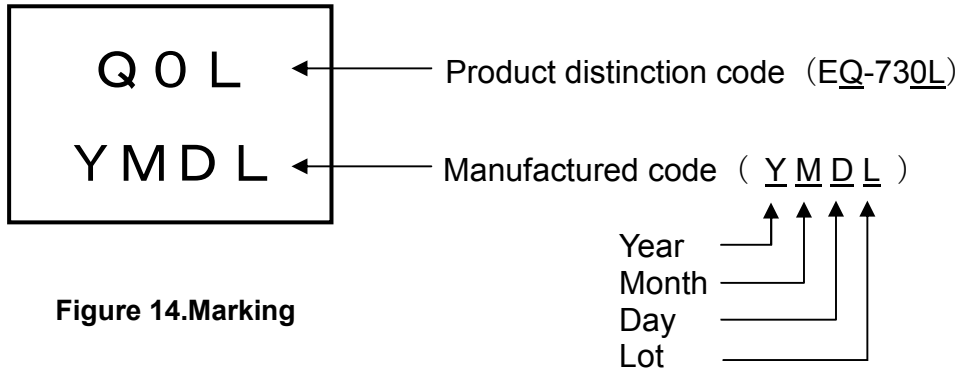 Q0L
Product distinction code （EQ-730L）
YMDL
Manufactured code （ Y M D L ）
Year
Month
Day
Lot
Figure 14.Marking